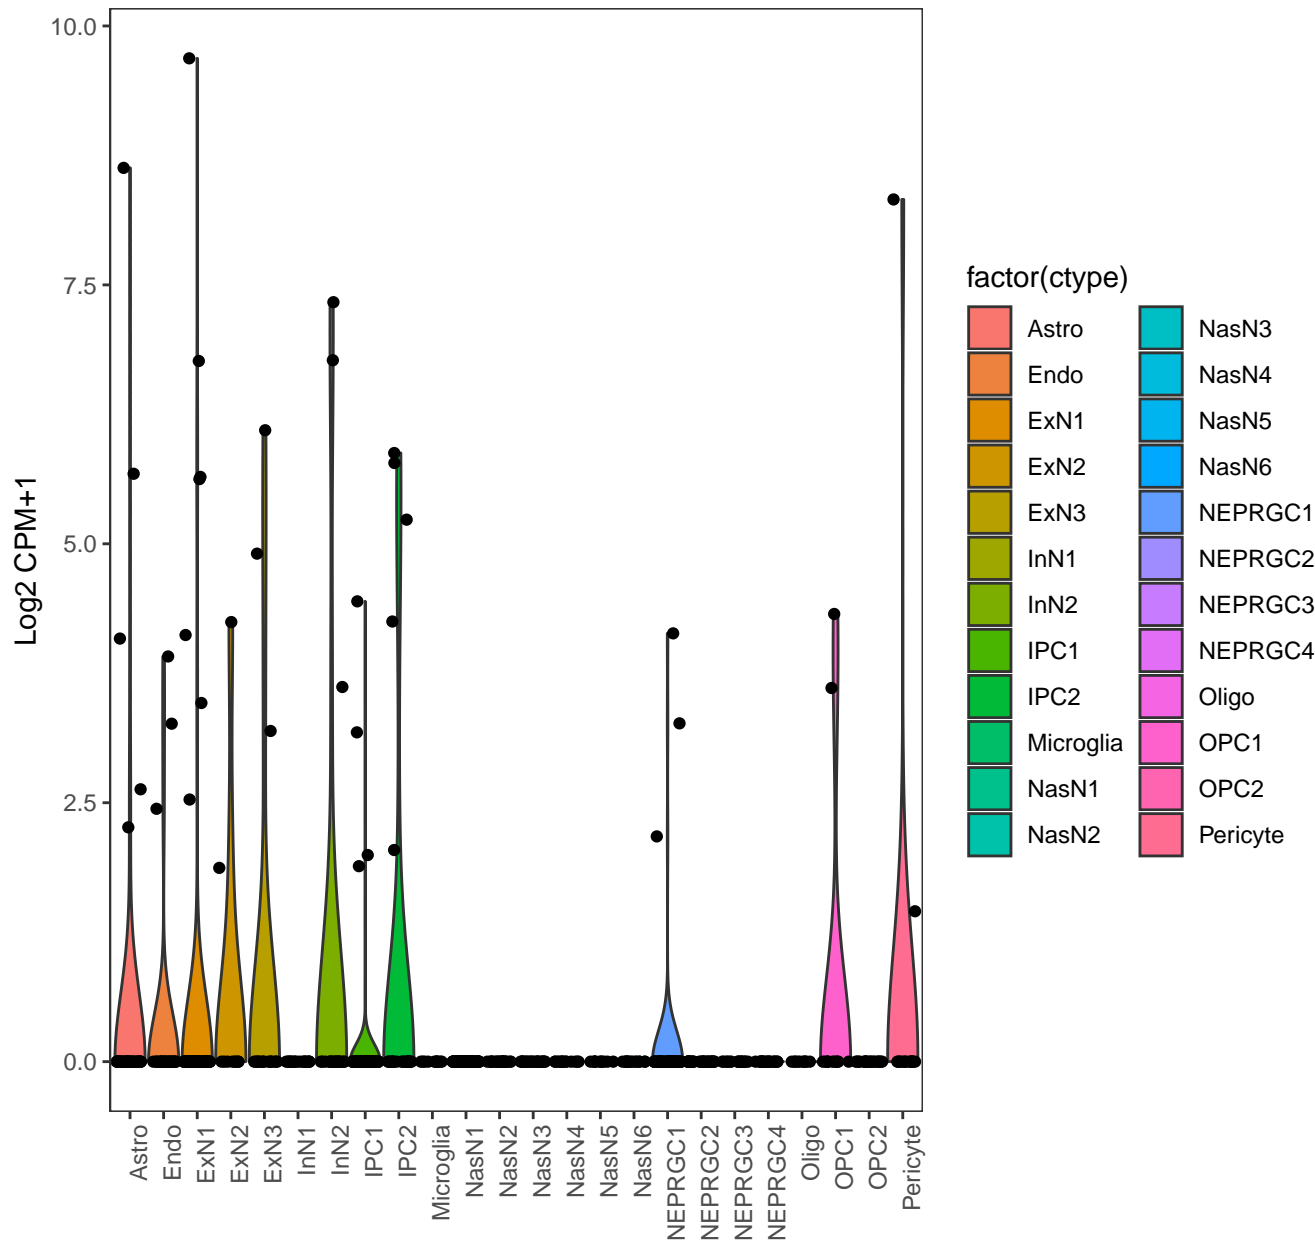 10.0
7.5
5.0
2.5
0.0
Log2 CPM+1
Astro
Endo
ExN1
ExN2
ExN3
InN1
InN2
IPC1
IPC2
Microglia
NasN1
NasN2
NasN3
NasN4
NasN5
NasN6
NEPRGC1
NEPRGC2
NEPRGC3
NEPRGC4
Oligo
OPC1
OPC2
Pericyte
factor(ctype)
Astro
Endo
ExN1
ExN2
ExN3
InN1
InN2
IPC1
IPC2
Microglia
NasN1
NasN2
NasN3
NasN4
NasN5
NasN6
NEPRGC1
NEPRGC2
NEPRGC3
NEPRGC4
Oligo
OPC1
OPC2
Pericyte